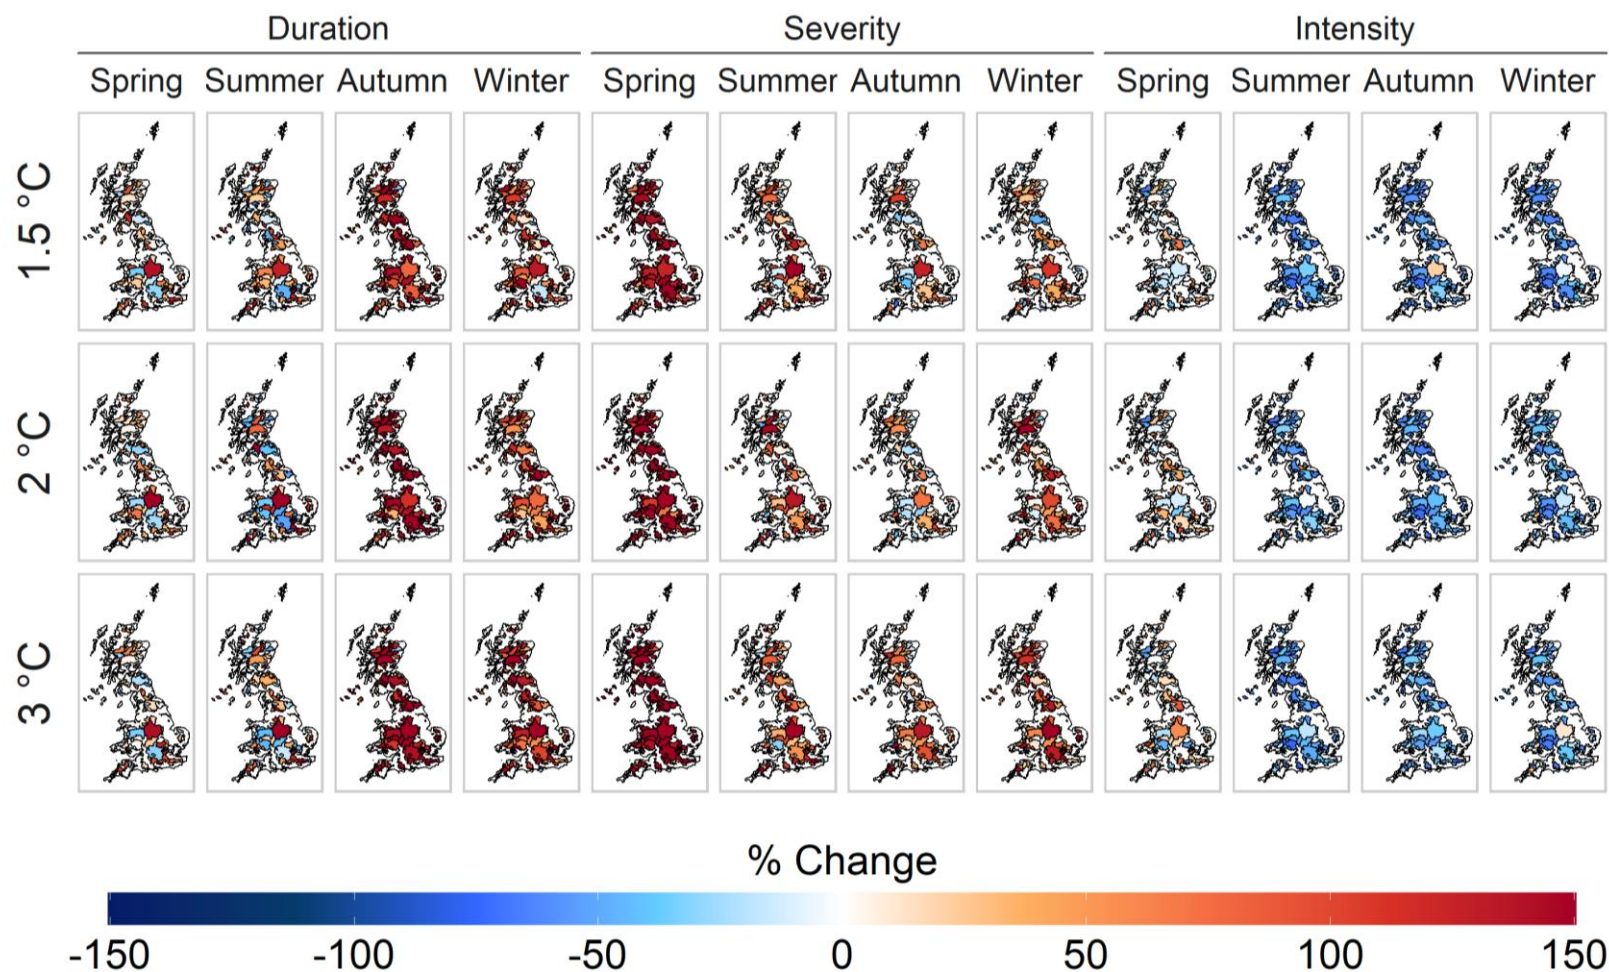 Duration Severity Intensity
Spring Summer Autumn Winter Spring Summer Autumn Winter Spring Summer Autumn Winter
1.5 °C
2 °C
3 °C
% Change
-150 -100 -50 0 50 100 150